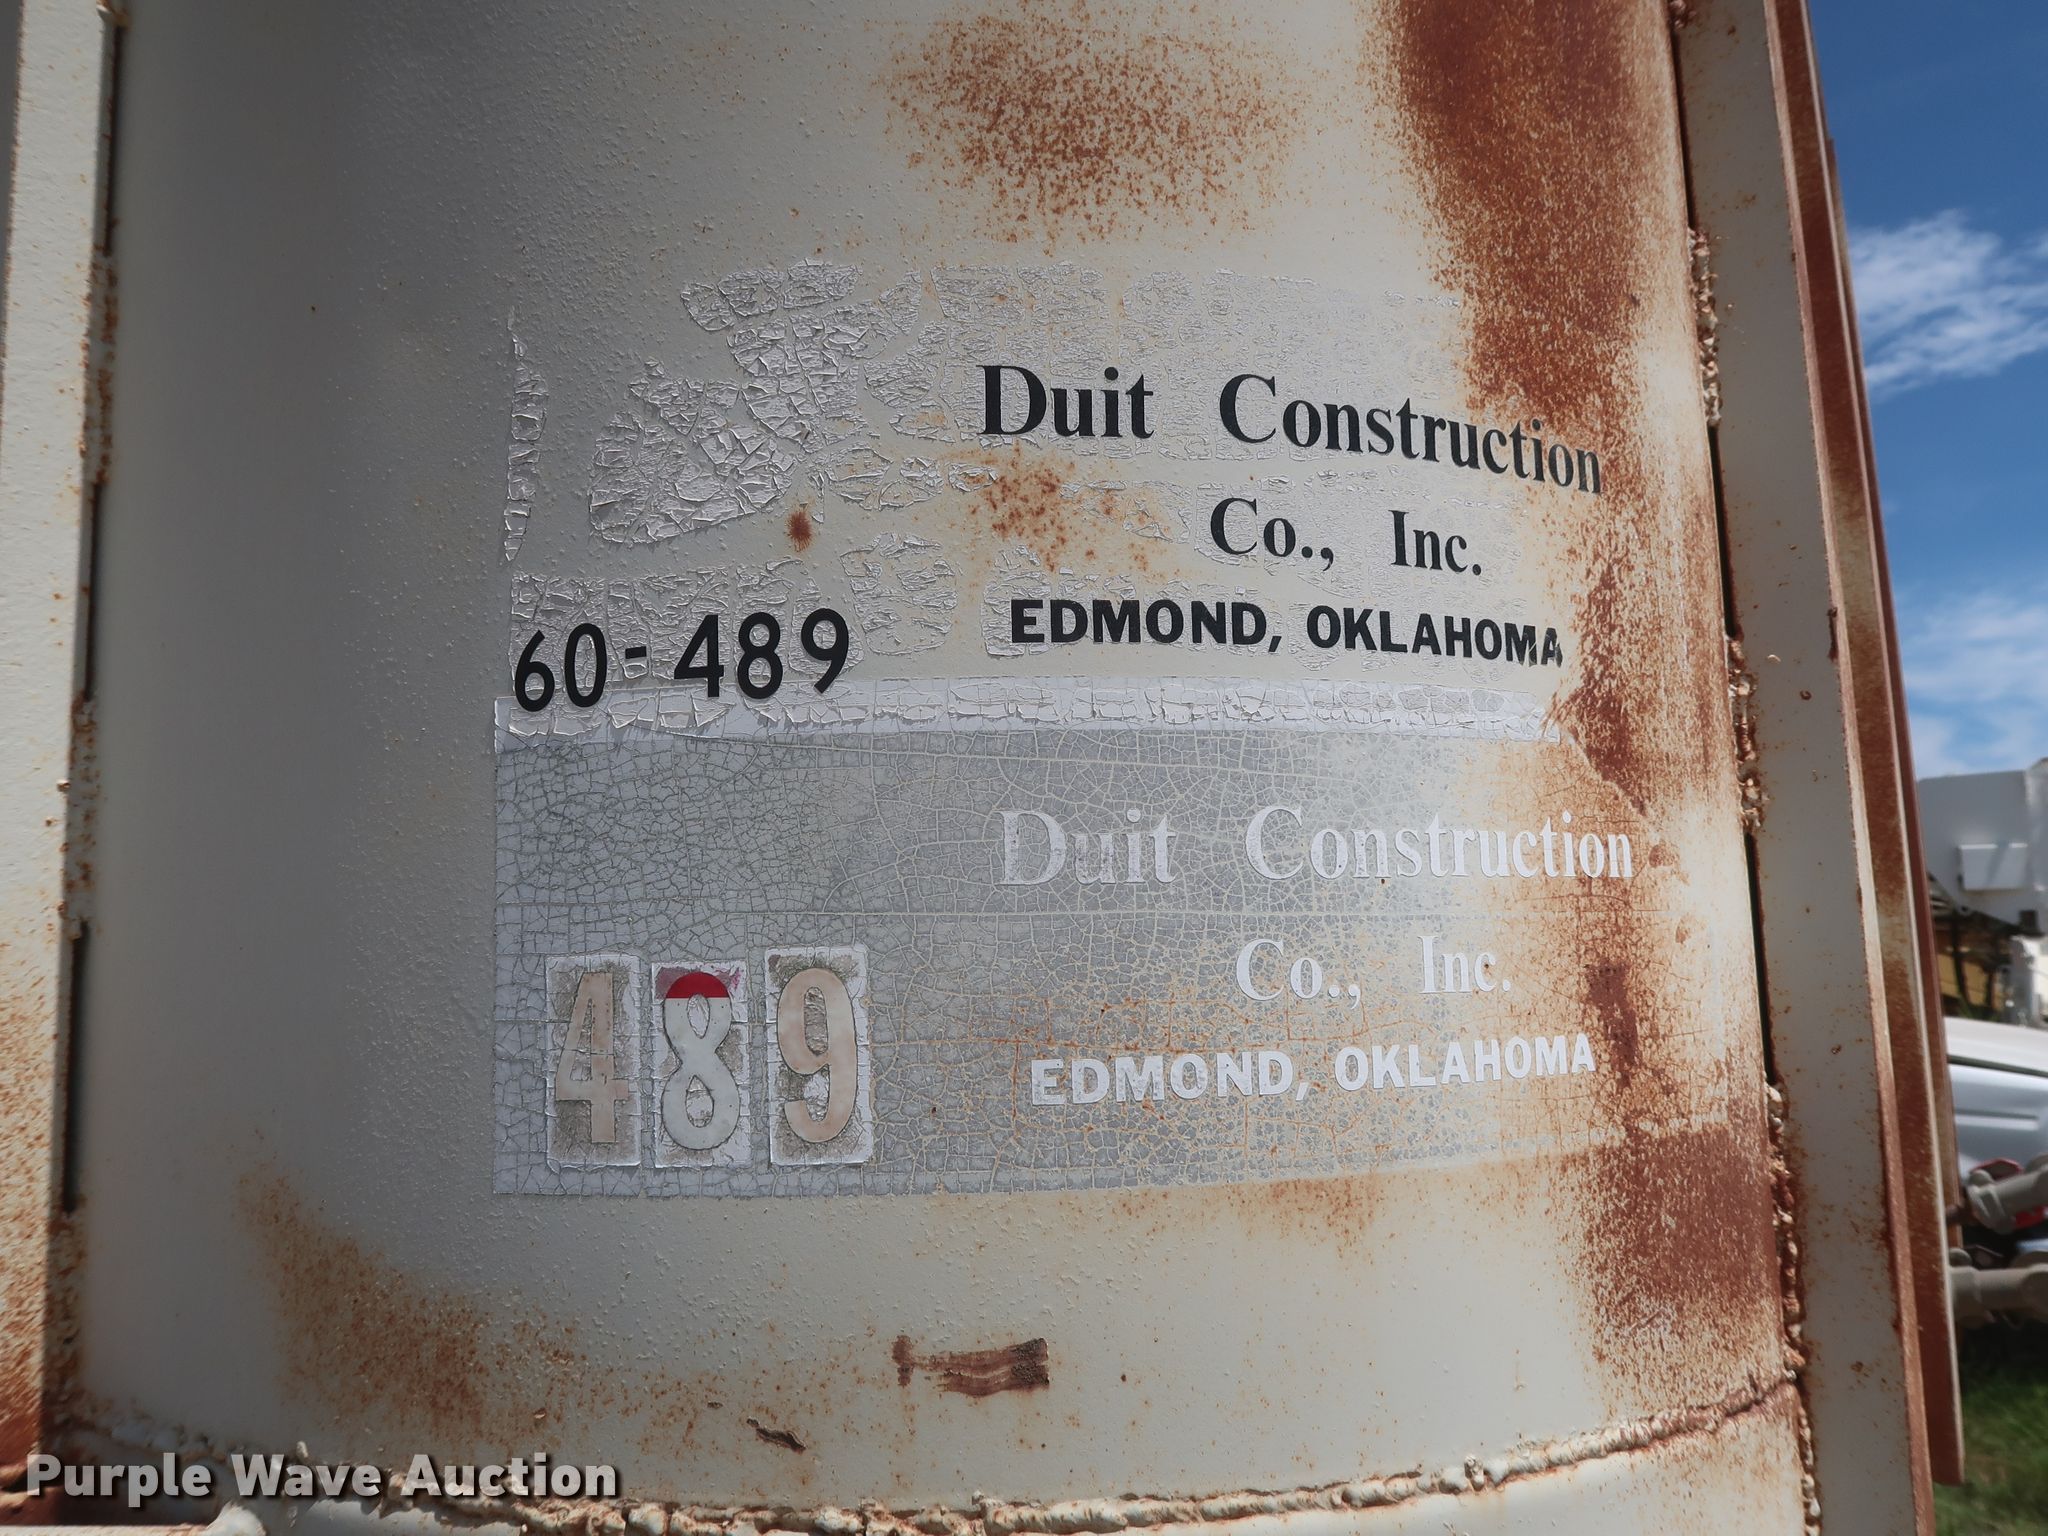 Duit Construction
Co., Inc.
60-489 EDMOND, OKLAHOMA
Duit Construction
Co., Inc.
489 EDMOND, OKLAHOMA
Purple Wave Auction